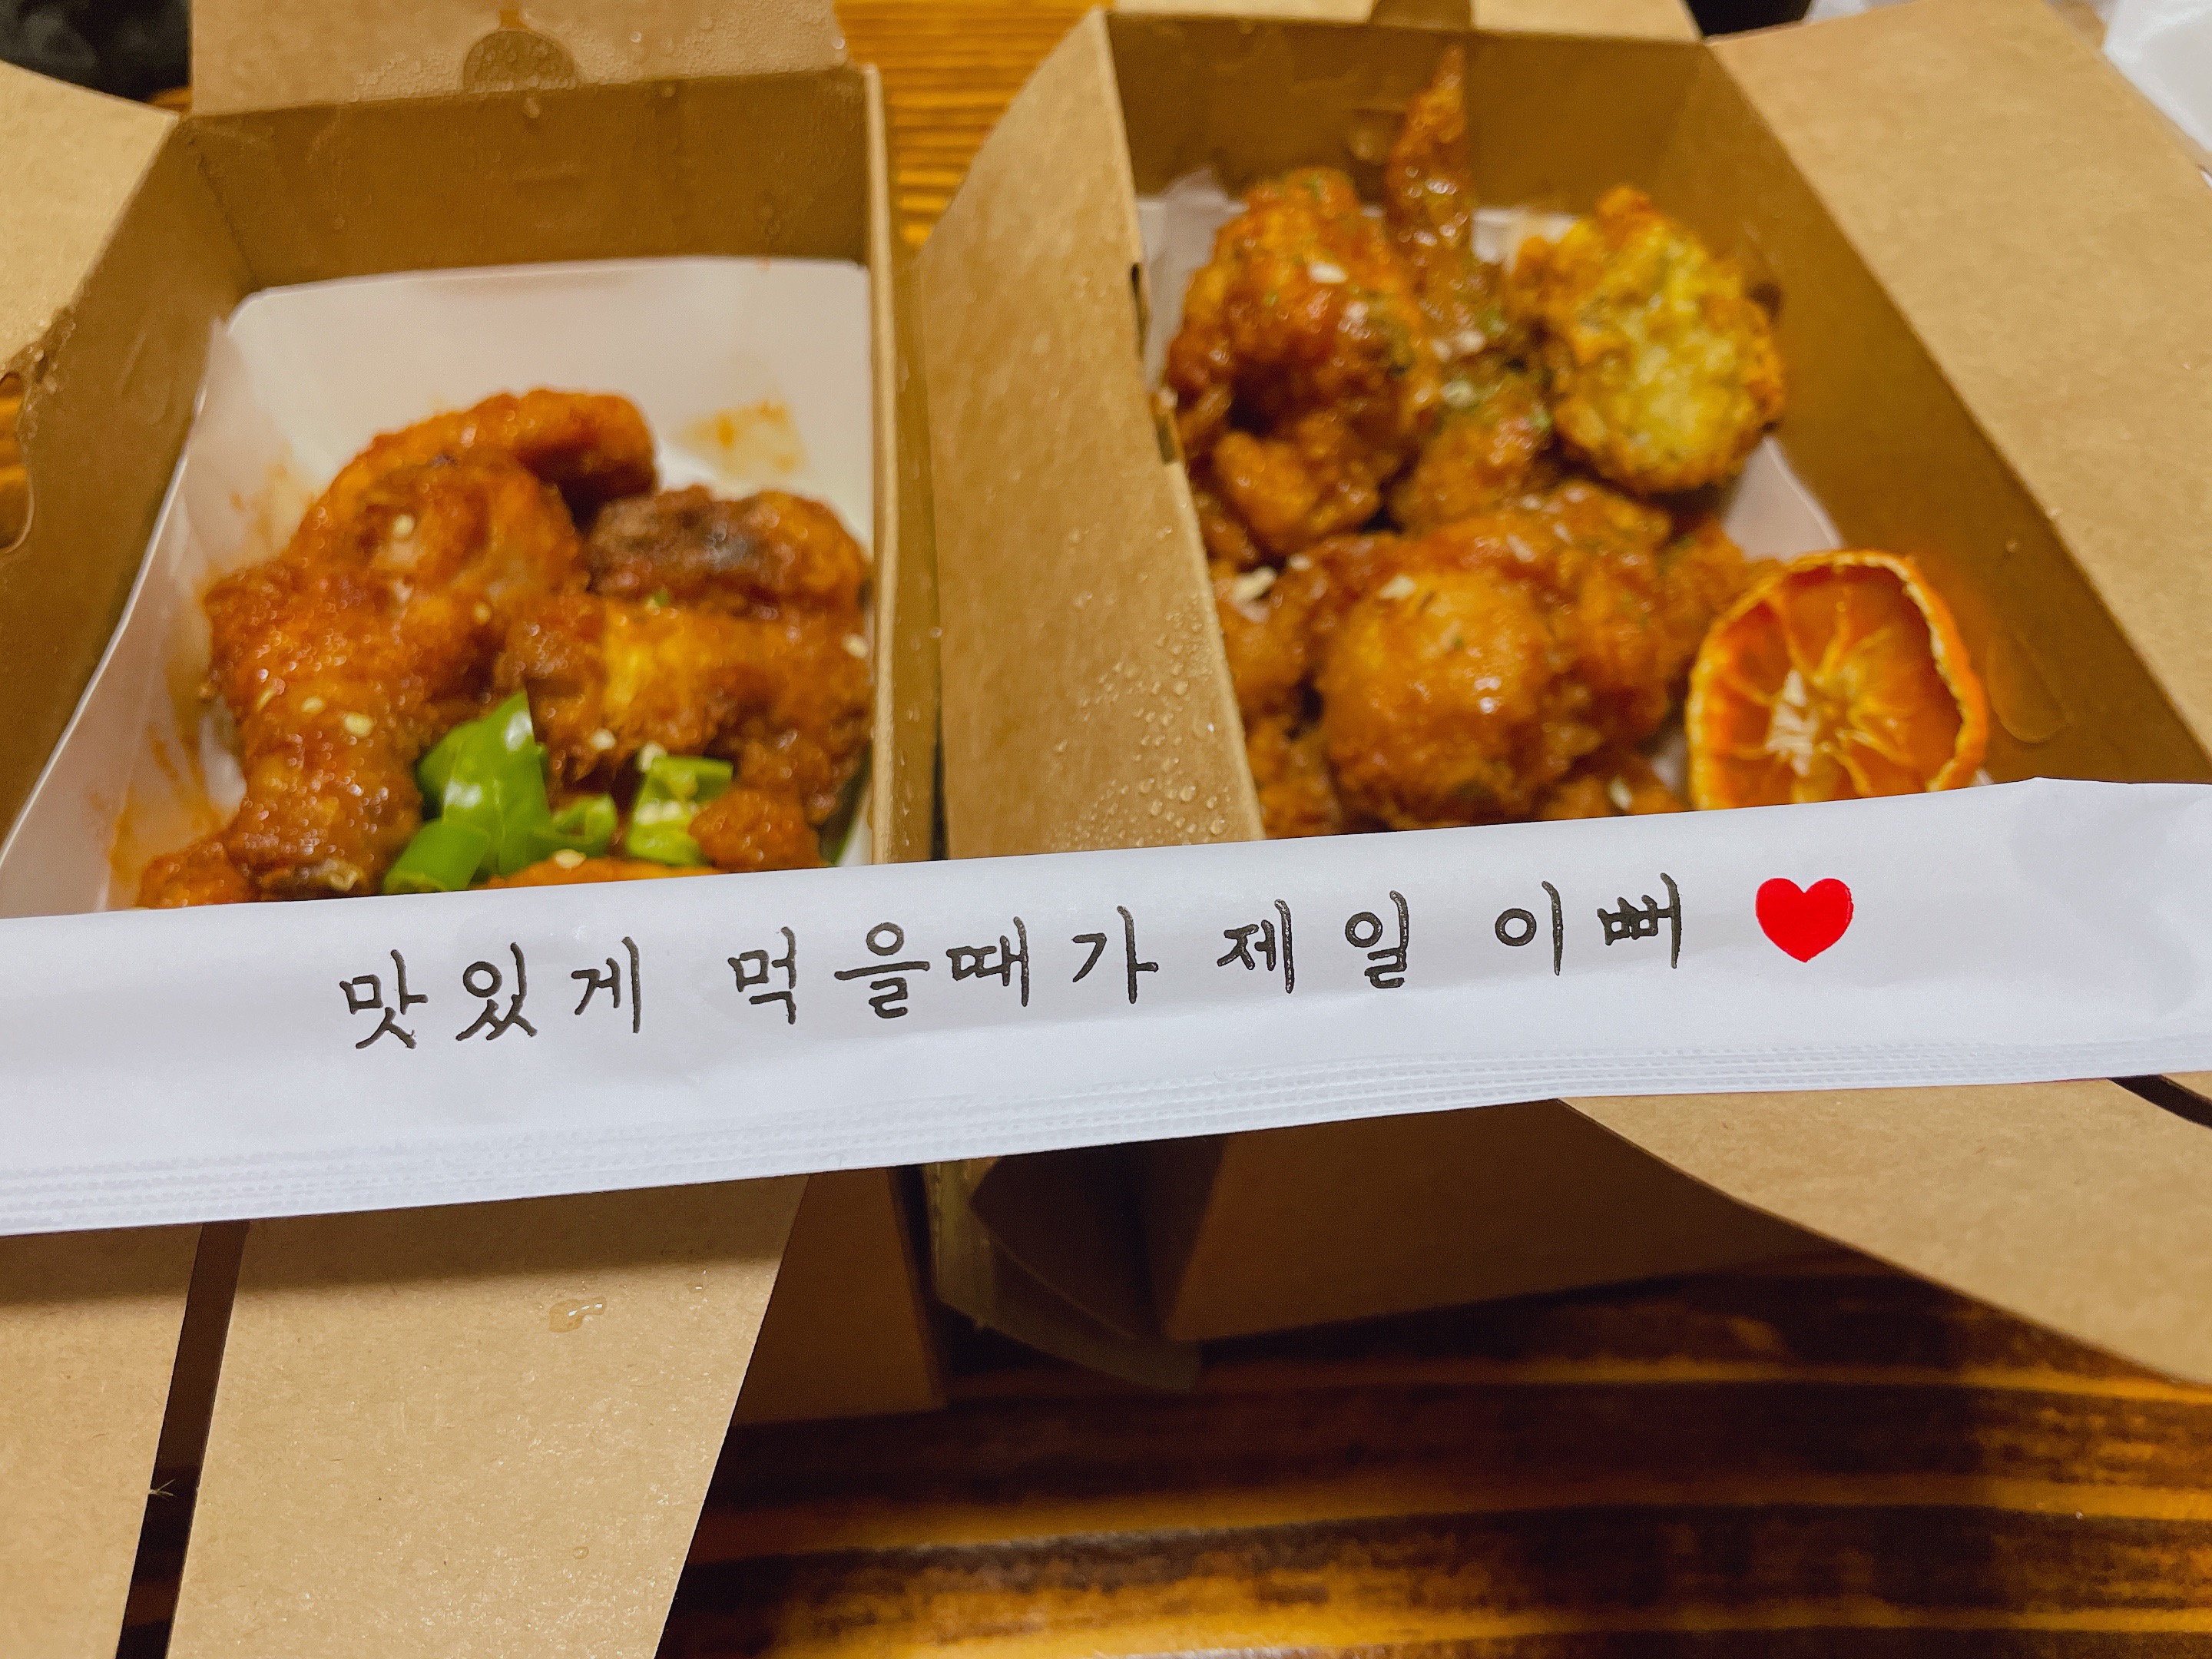 맛있게 먹을때가 제일 이뻐 ♥